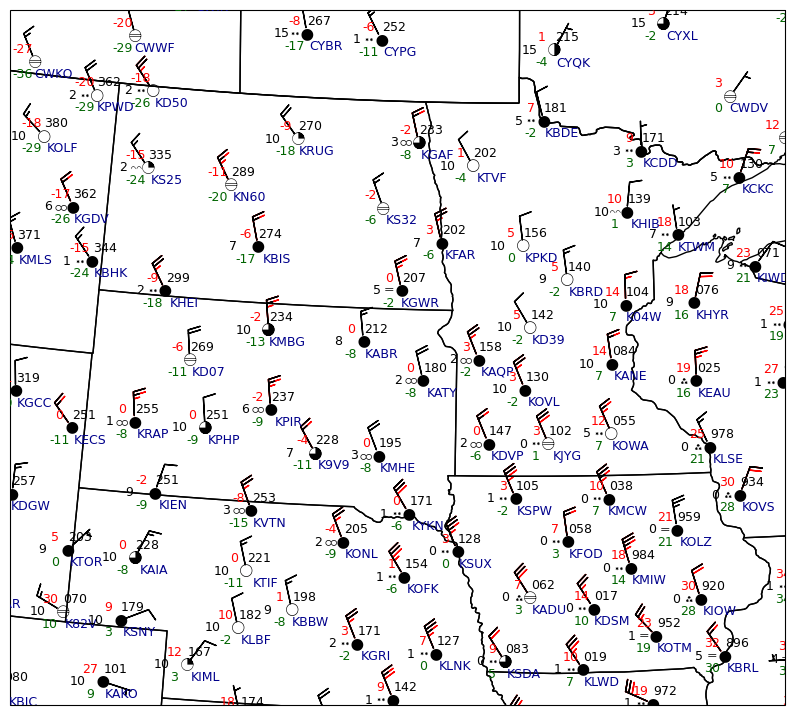 -20
CWWF
-29
-8 267
15
-17 CYBR
-6 252
1
-11 CYPG
1 215
15
-4 CYQK
214
15
-2 CYXL
-27
-36 CWKO
-20 362
2
-29 KPWD
-18
2
-26 KD50
3
0 CWDV
7 181
5
-2 KBDE
-18 380
10
-29 KOLF
-9 270
10
-18 KRUG
-2 233
3
-8 KGAF
1 202
10
-4 KTVF
9 171
3
3 KCDD
12
7
-15 335
2
-24 KS25
-11 289
-20 KN60
10 130
5
7 KCKC
-17 362
6
-26 KGDV
-2
-6 KS32
10 139
10
1 KHIB
18 103
7
14 KTWM
371
KMLS
-15 344
1
-24 KBHK
-6 274
7
-17 KBIS
3 202
7
-6 KFAR
5 156
10
0 KPKD
23 071
9
21 KIWD
-9 299
2
-18 KHEI
0 207
5
-2 KGWR
5 140
9
-2 KBRD
14 104
10
7 K04W
18 076
9
16 KHYR
25
1
19
-2 234
10
-13 KMBG
0 212
8
-8 KABR
5 142
10
-2 KD39
-6 269
-11 KD07
3 158
2
-6 KAQP
14 084
10
7 KANE
319
KGCC
0 180
2
-8 KATY
3 130
10
-2 KOVL
19 025
0
21 KEAU
27
1
23
0 251
-11 KECS
0 255
1
-8 KRAP
0 251
10
-9 KPHP
-2 237
6
-9 KPIR
12 055
5
7 KOWA
-4 228
7
-11 K9V9
0 195
3
-8 KMHE
0 147
2
-6 KDVP
3 102
0
1 KJYG
25 978
0
21 KLSE
257
KDGW
-2 251
9
-9 KIEN
-8 253
3
-15 KVTN
3 105
1
-2 KSPW
10 038
0
7 KMCW
30 934
0
28 KOVS
0 171
1
-6 KYKN
21 959
0
21 KOLZ
5 203
9
0 KTOR
0 228
10
-8 KAIA
-4 205
2
-9 KONL
3 128
0
0 KSUX
7 058
0
3 KFOD
0 221
-11 KTIF
1 154
1
-6 KOFK
18 984
0
14 KMIW
34
30 070
10
10 K82V
9 179
10
3 KSNY
10 182
10
-2 KLBF
1 198
9
-8 KBBW
7 062
0
3 KADU
14 017
0
10 KDSM
30 920
0
28 KIOW
12 167
10
3 KIML
3 171
2
-2 KGRI
7 127
1
0 KLNK
9 083
0
-5 KSDA
23 952
1
19 KOTM
32 896
5
30 KBRL
080
KBIC
27 101
10
9 KAKO
10 019
1
7 KLWD
18 174
9 142
1
19 972
1